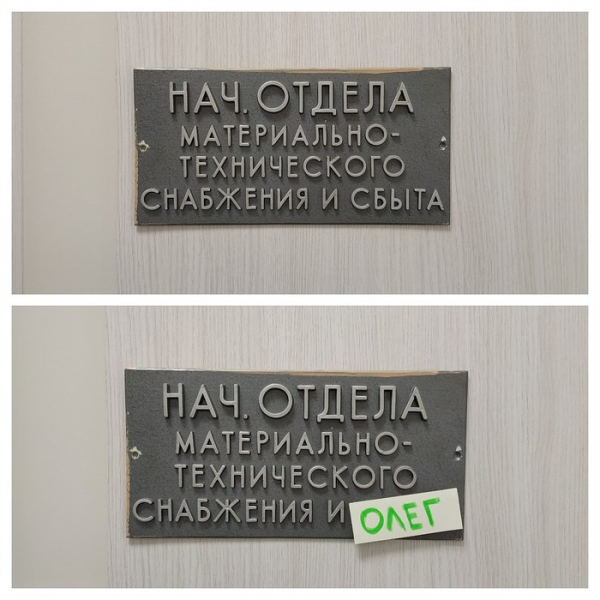 НАЧ. ОТДЕЛА
МАТЕРИАЛЬНО-
ТЕХНИЧЕСКОГО
СНАБЖЕНИЯ И СБЫТА
НАЧ. ОТДЕЛА
МАТЕРИАЛЬНО-
ТЕХНИЧЕСКОГО
СНАБЖЕНИЯ И ОЛЕГ